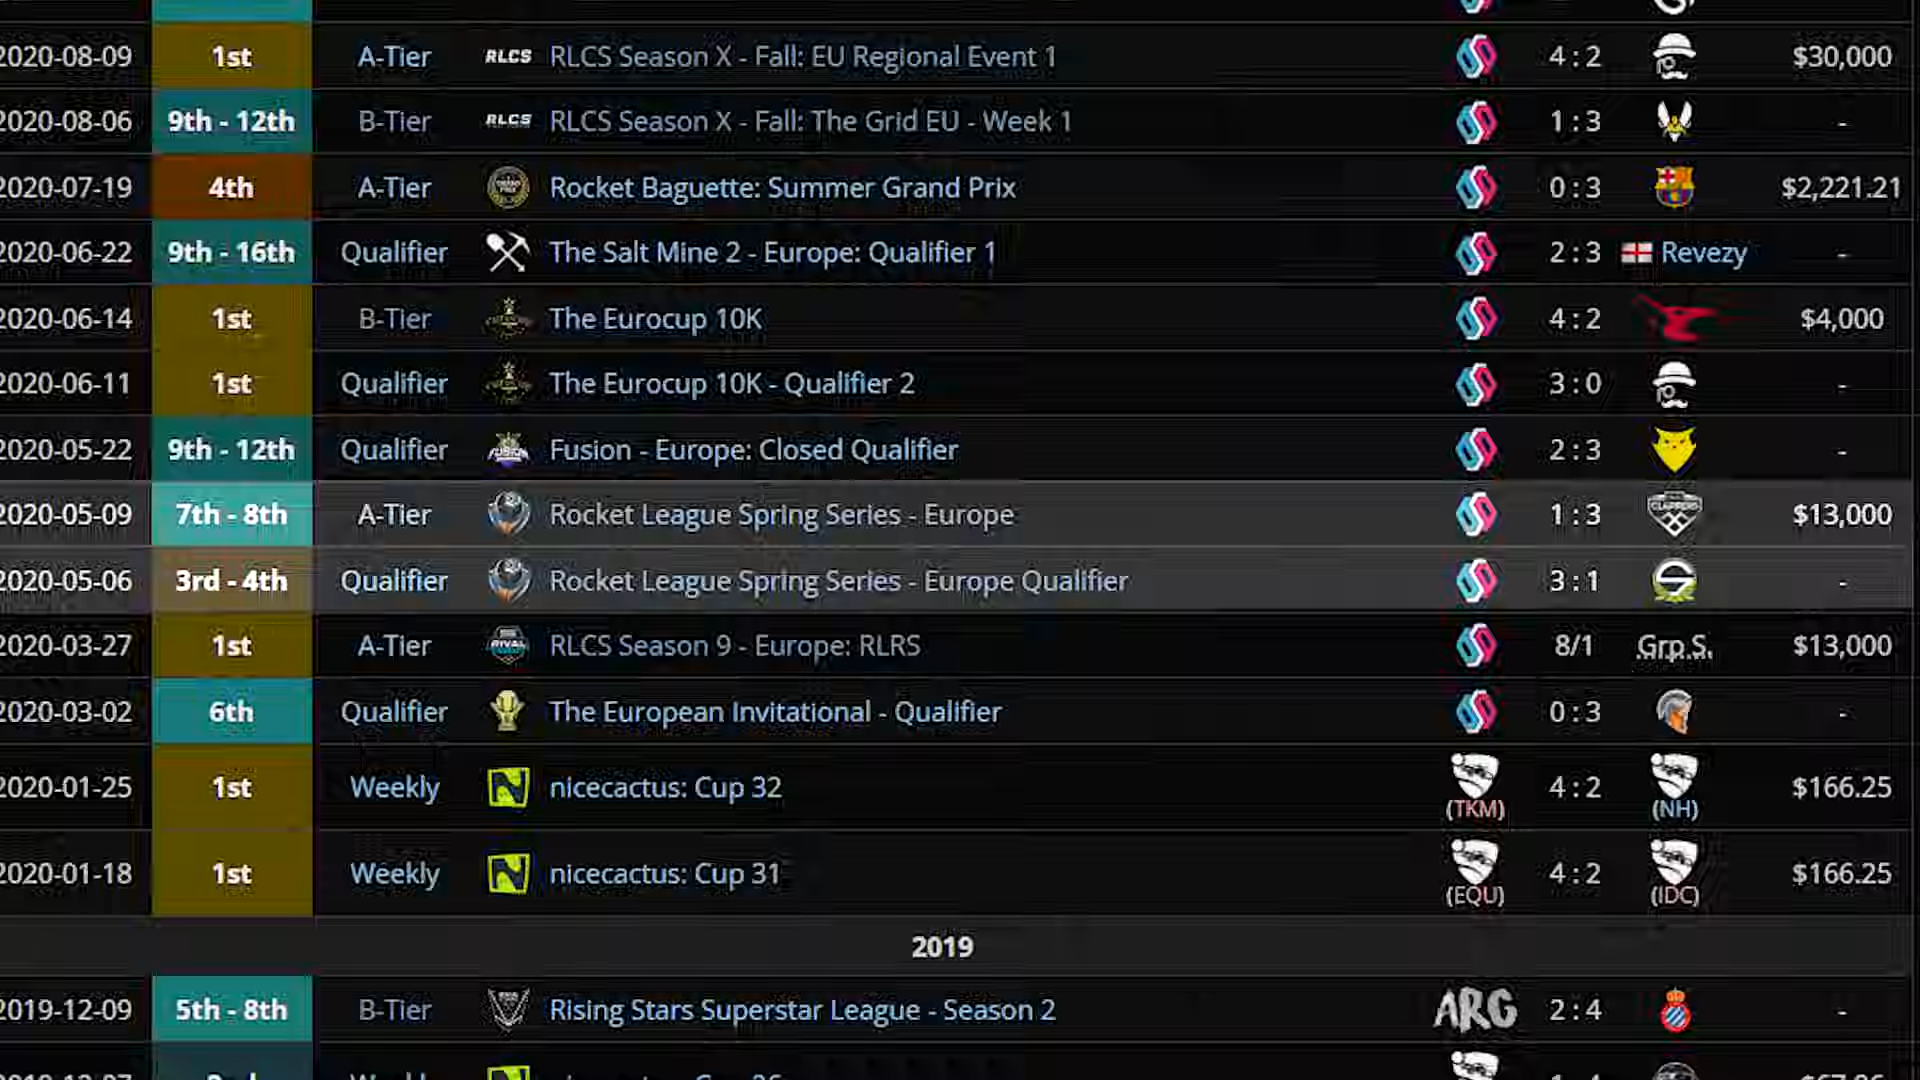 2020-08-09 1st A-Tier RLCS RLCS Season X - Fall: EU Regional Event 1 4 : 2 $30,000
2020-08-06 9th - 12th B-Tier RLCS RLCS Season X - Fall: The Grid EU - Week 1 1 : 3 -
2020-07-19 4th A-Tier Rocket Baguette: Summer Grand Prix 0 : 3 $2,221.21
2020-06-22 9th - 16th Qualifier The Salt Mine 2 - Europe: Qualifier 1 2 : 3 Revezy -
2020-06-14 1st B-Tier The Eurocup 10K 4 : 2 $4,000
2020-06-11 1st Qualifier The Eurocup 10K - Qualifier 2 3 : 0 -
2020-05-22 9th - 12th Qualifier FUSION Fusion - Europe: Closed Qualifier 2 : 3 -
2020-05-09 7th - 8th A-Tier Rocket League Spring Series - Europe 1 : 3 CLAPPERS $13,000
2020-05-06 3rd - 4th Qualifier Rocket League Spring Series - Europe Qualifier 3 : 1 -
2020-03-27 1st A-Tier RIVAL RLCS Season 9 - Europe: RLRS 8/1 Grp.S. $13,000
2020-03-02 6th Qualifier The European Invitational - Qualifier 0 : 3 -
2020-01-25 1st Weekly nicecactus: Cup 32 (TKM) 4 : 2 (NH) $166.25
2020-01-18 1st Weekly nicecactus: Cup 31 (EQU) 4 : 2 (IDC) $166.25
2019
2019-12-09 5th - 8th B-Tier Rising Stars Superstar League - Season 2 ARG 2 : 4 -